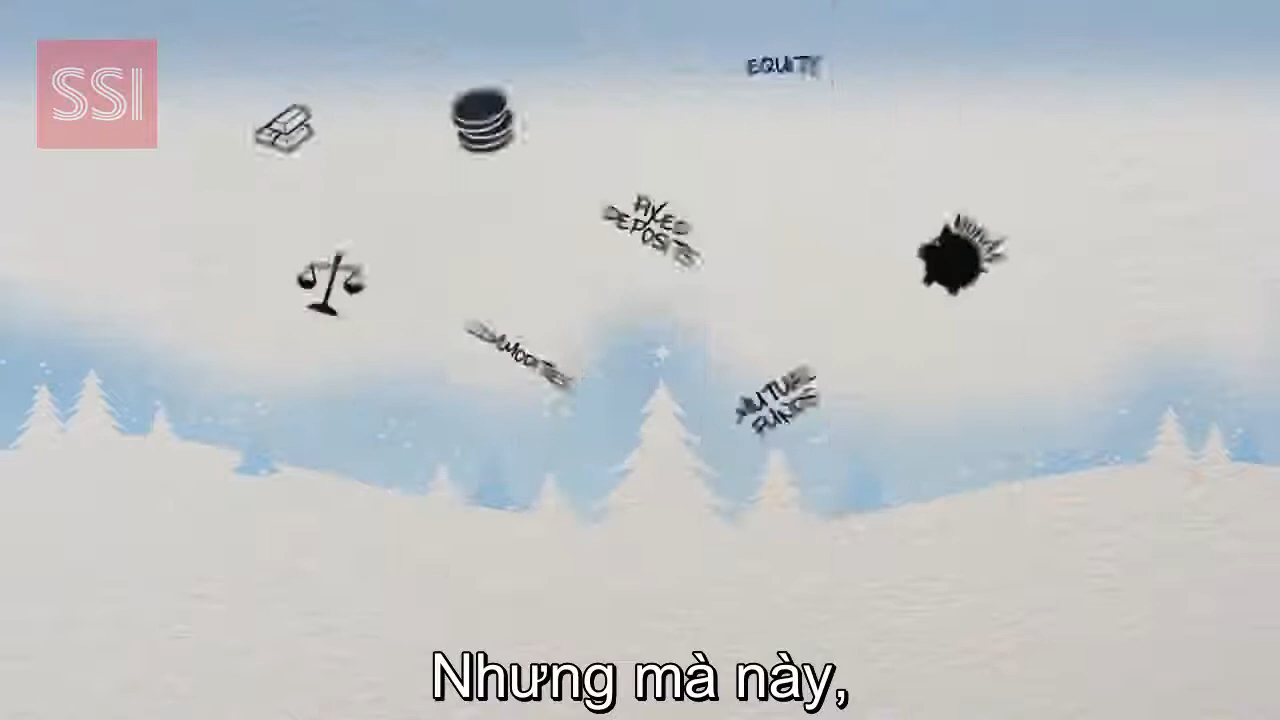 SSI
EQUITY
FIXED
DEPOSITS
COMMODITIES
MUTUAL
FUNDS
Nhưng mà này,